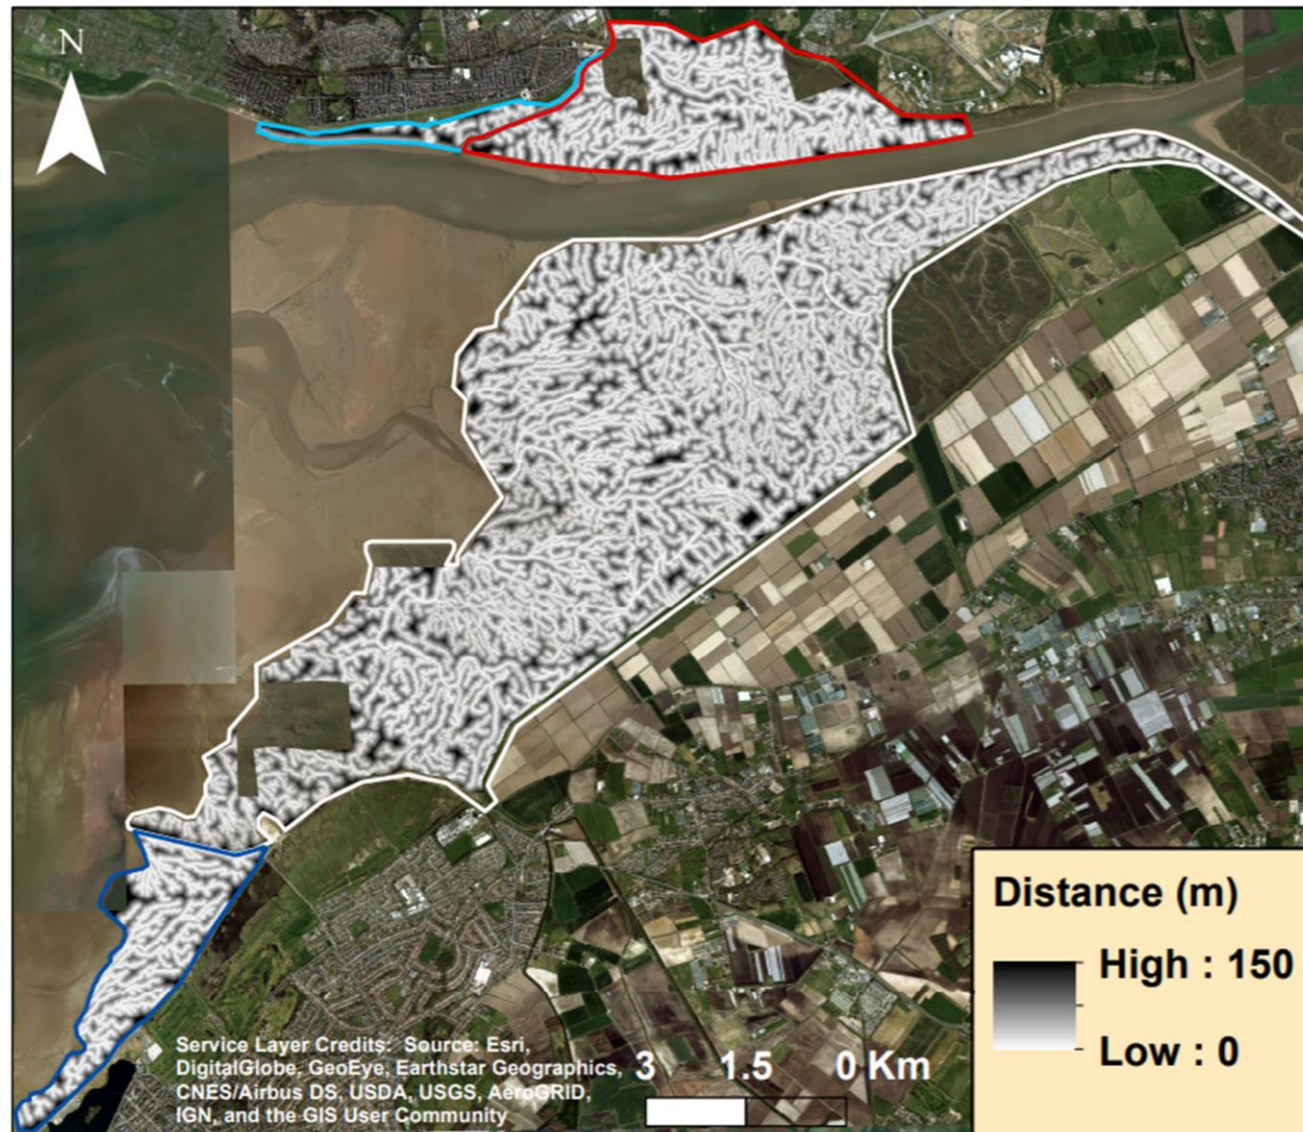 N
Distance (m)
High : 150
Low : 0
Service Layer Credits: Source: Esri,
DigitalGlobe, GeoEye, Earthstar Geographics,
CNES/Airbus DS, USDA, USGS, AeroGRID,
IGN, and the GIS User Community
3 1.5 0 Km